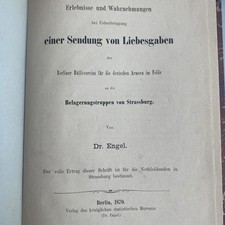 Erlebnisse und Wahrnehmungen
bei Ueberbringung
einer Sendung von Liebesgaben
des
Berliner Hülfsvereins für die deutschen Armeen im Felde
an die
Belagerungstruppen von Strassburg.
Von
Dr. Engel.
Der volle Ertrag dieser Schrift ist für die Nothleidenden in
Strassburg bestimmt.
Berlin, 1870.
Verlag des königlichen statistischen Bureaus
(Dr. Engel).